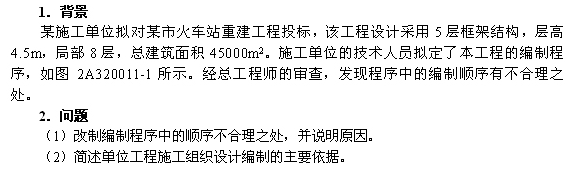 1．背景
某施工单位拟对某市火车站重建工程投标，该工程设计采用 5 层框架结构，层高
4.5m，局部 8 层，总建筑面积 45000m²。施工单位的技术人员拟定了本工程的编制程
序，如图 2A320011-1 所示。经总工程师的审查，发现程序中的编制顺序有不合理之
处。
2．问题
（1）改制编制程序中的顺序不合理之处，并说明原因。
（2）简述单位工程施工组织设计编制的主要依据。